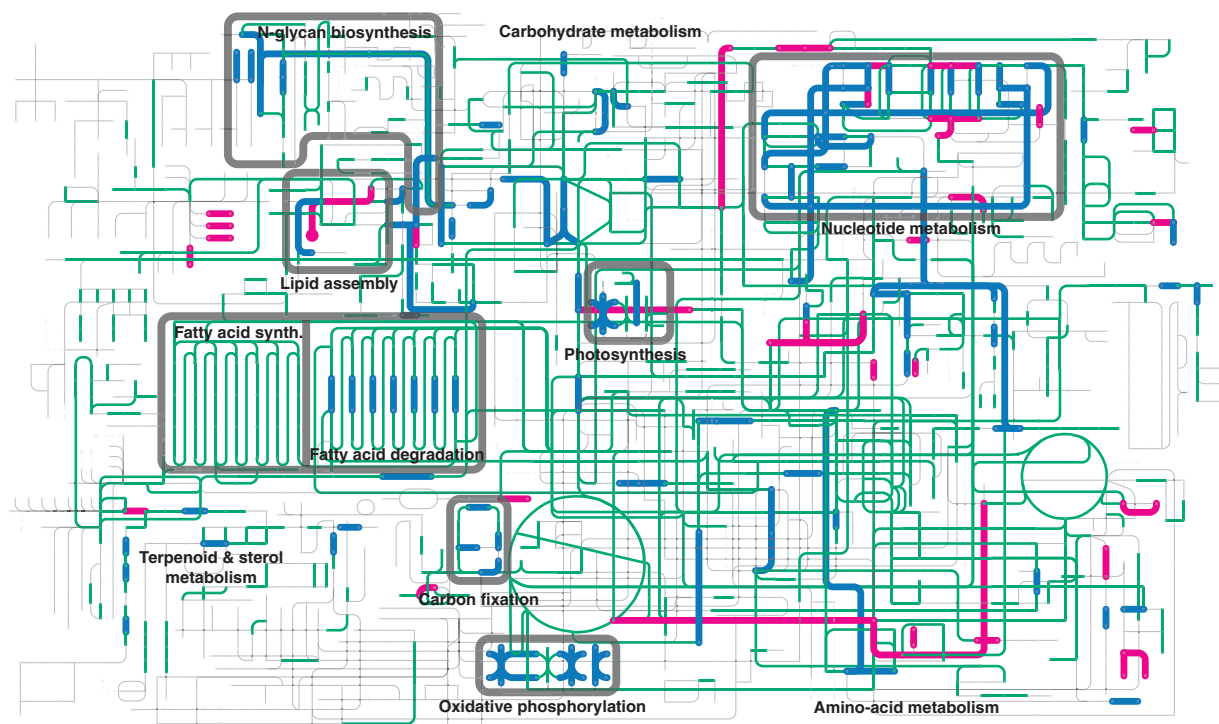 N-glycan biosynthesis
Carbohydrate metabolism
Nucleotide metabolism
Lipid assembly
Fatty acid synth.
Photosynthesis
Fatty acid degradation
Terpenoid & sterol
metabolism
Carbon fixation
Oxidative phosphorylation
Amino-acid metabolism